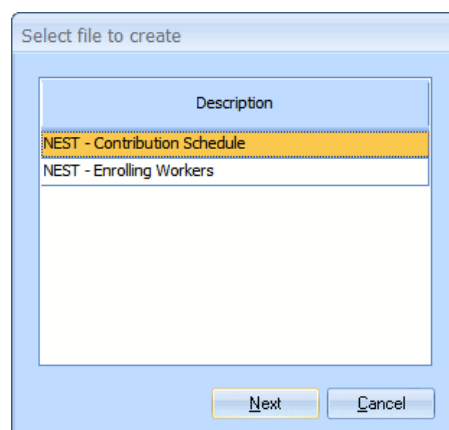 Select file to create
Description
NEST - Contribution Schedule
NEST - Enrolling Workers
Next Cancel